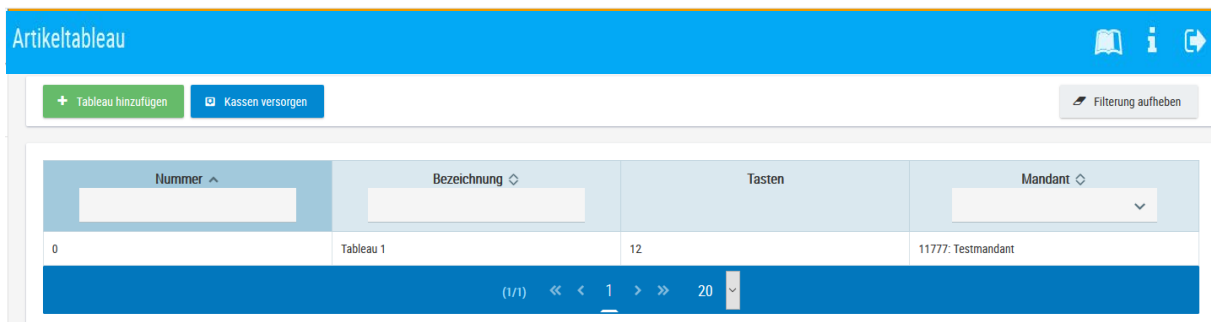 Artikeltableau
Tableau hinzufügen Kassen versorgen Filterung aufheben
Nummer Bezeichnung Tasten Mandant
0 Tableau 1 12 11777: Testmandant
(1/1) 1 20